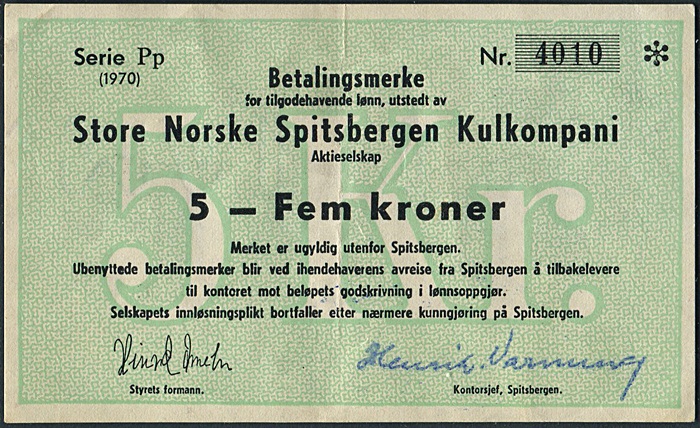 Serie Pp
(1970)
Nr. 4010 ✻
Betalingsmerke
for tilgodehavende lønn, utstedt av
Store Norske Spitsbergen Kulkompani
Aktieselskap
5 Kr.
5 — Fem kroner
Merket er ugyldig utenfor Spitsbergen.
Ubenyttede betalingsmerker blir ved ihendehaverens avreise fra Spitsbergen å tilbakelevere
til kontoret mot beløpets godskrivning i lønnsoppgjør.
Selskapets innløsningsplikt bortfaller etter nærmere kunngjøring på Spitsbergen.
Henrik Varming
Styrets formann.
Kontorsjef, Spitsbergen.